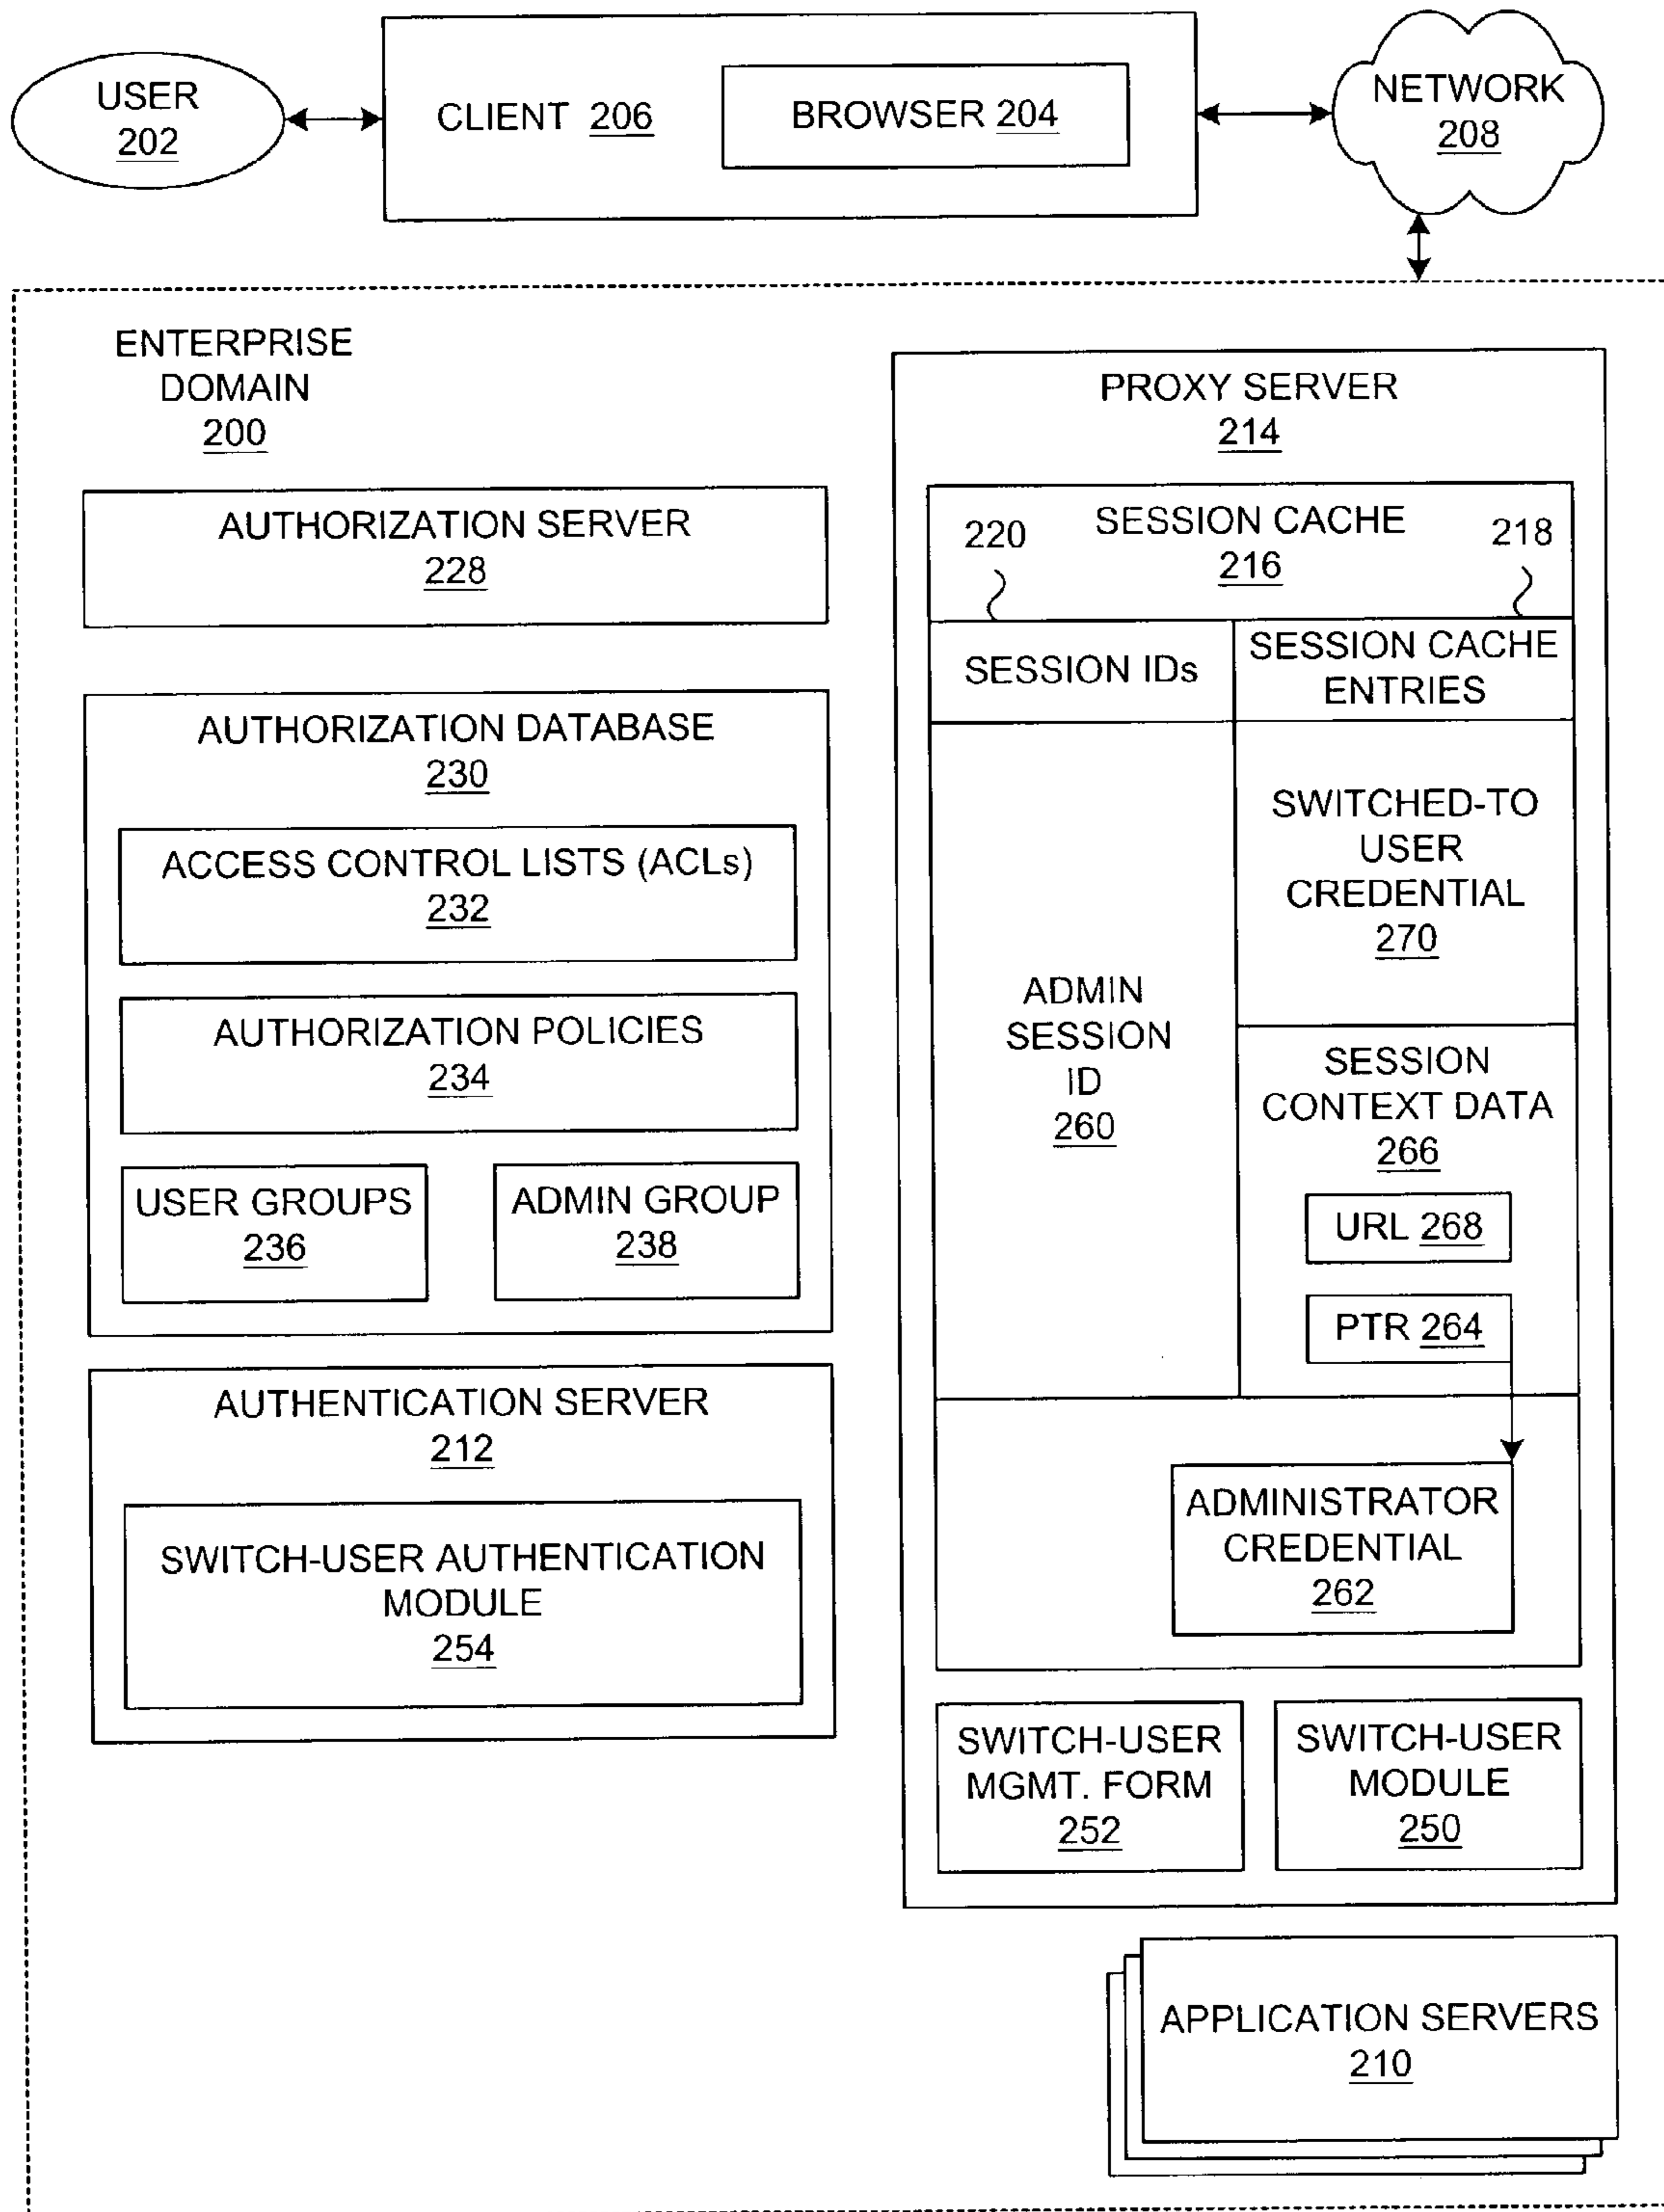 USER
202
CLIENT 206
BROWSER 204
NETWORK
208
ENTERPRISE
DOMAIN
200
AUTHORIZATION SERVER
228
AUTHORIZATION DATABASE
230
ACCESS CONTROL LISTS (ACLs)
232
AUTHORIZATION POLICIES
234
USER GROUPS
236
ADMIN GROUP
238
AUTHENTICATION SERVER
212
SWITCH-USER AUTHENTICATION
MODULE
254
PROXY SERVER
214
SESSION CACHE
216
220
218
SESSION IDs
SESSION CACHE
ENTRIES
ADMIN
SESSION
ID
260
SWITCHED-TO
USER
CREDENTIAL
270
SESSION
CONTEXT DATA
266
URL 268
PTR 264
ADMINISTRATOR
CREDENTIAL
262
SWITCH-USER
MGMT. FORM
252
SWITCH-USER
MODULE
250
APPLICATION SERVERS
210